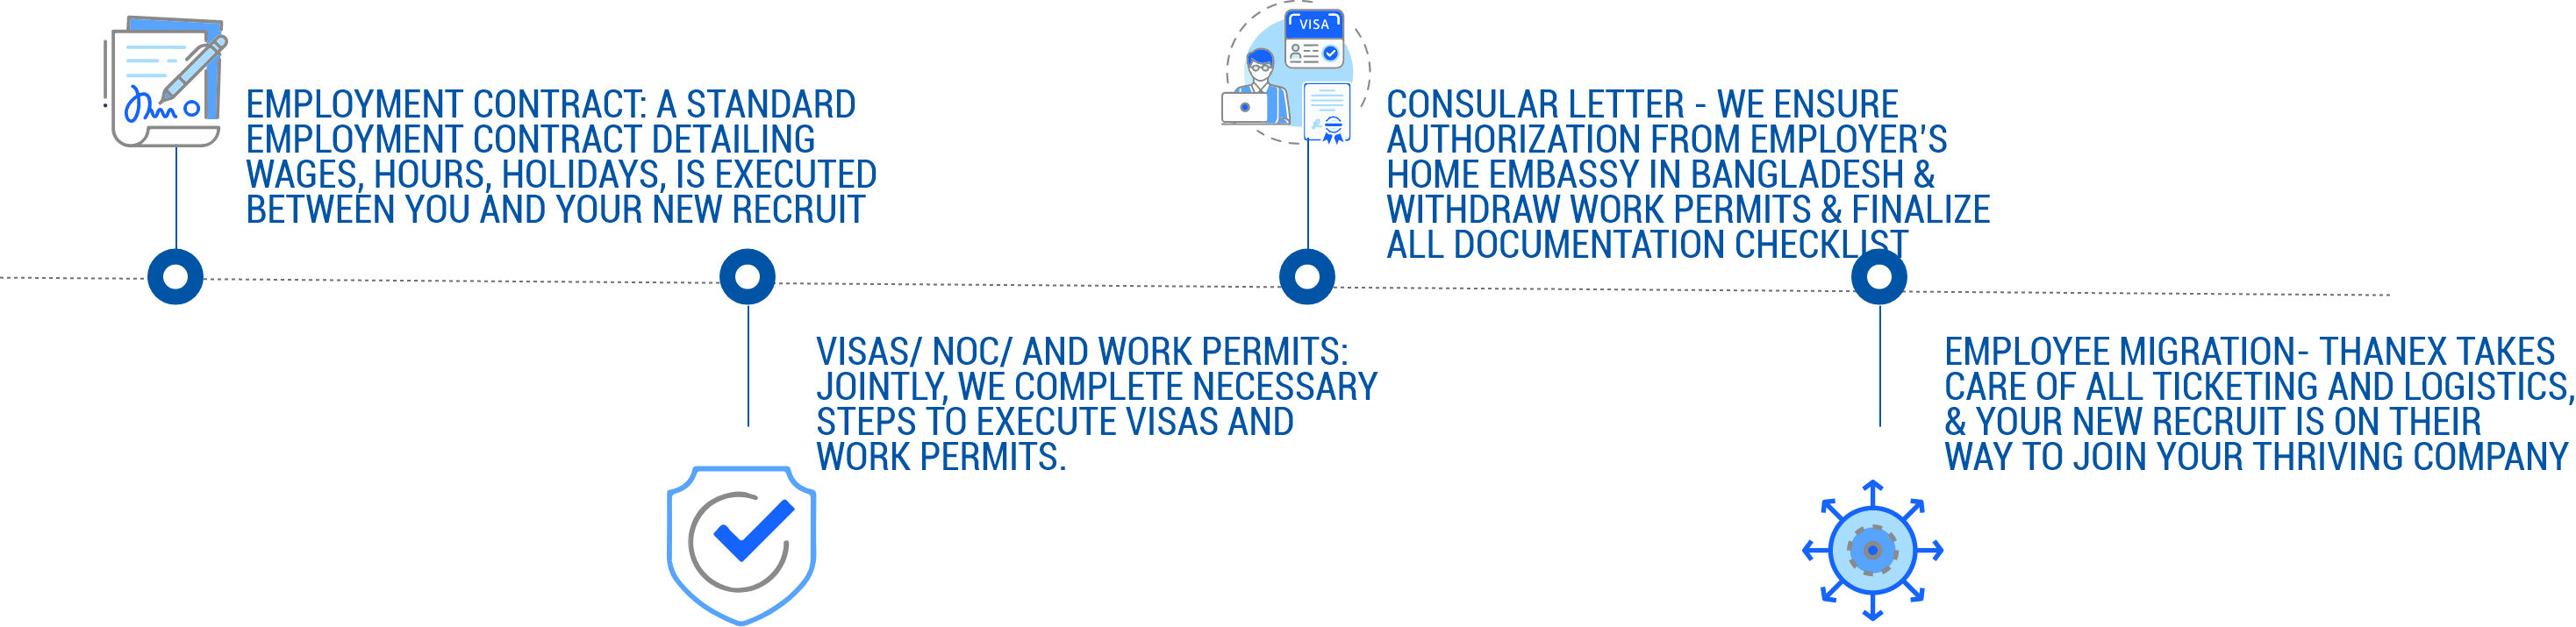 EMPLOYMENT CONTRACT: A STANDARD
EMPLOYMENT CONTRACT DETAILING
WAGES, HOURS, HOLIDAYS, IS EXECUTED
BETWEEN YOU AND YOUR NEW RECRUIT
VISAS/ NOC/ AND WORK PERMITS:
JOINTLY, WE COMPLETE NECESSARY
STEPS TO EXECUTE VISAS AND
WORK PERMITS.
VISA
CONSULAR LETTER - WE ENSURE
AUTHORIZATION FROM EMPLOYER'S
HOME EMBASSY IN BANGLADESH &
WITHDRAW WORK PERMITS & FINALIZE
ALL DOCUMENTATION CHECKLIST
EMPLOYEE MIGRATION- THANEX TAKES
CARE OF ALL TICKETING AND LOGISTICS,
& YOUR NEW RECRUIT IS ON THEIR
WAY TO JOIN YOUR THRIVING COMPANY